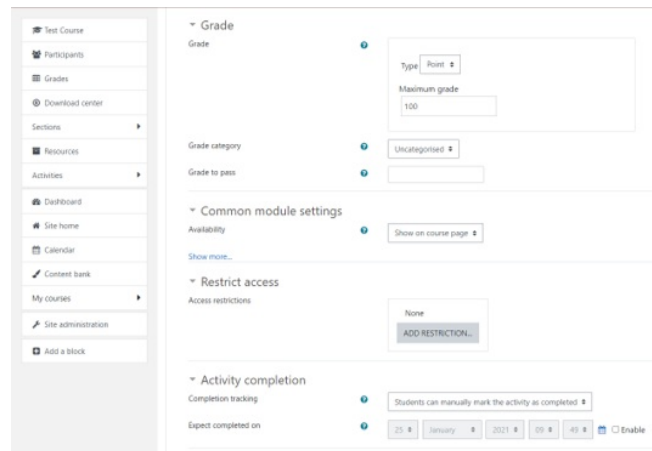 Test Course
Participants
Grades
Download center
Sections
Resources
Activities
Dashboard
Site home
Calendar
Content bank
My courses
Site administration
Add a block
Grade
Grade
Type Point
Maximum grade
100
Grade category Uncategorised
Grade to pass
Common module settings
Availability Show on course page
Show more...
Restrict access
Access restrictions
None
ADD RESTRICTION...
Activity completion
Completion tracking Students can manually mark the activity as completed
Expect completed on 25 January 2021 09 49 Enable